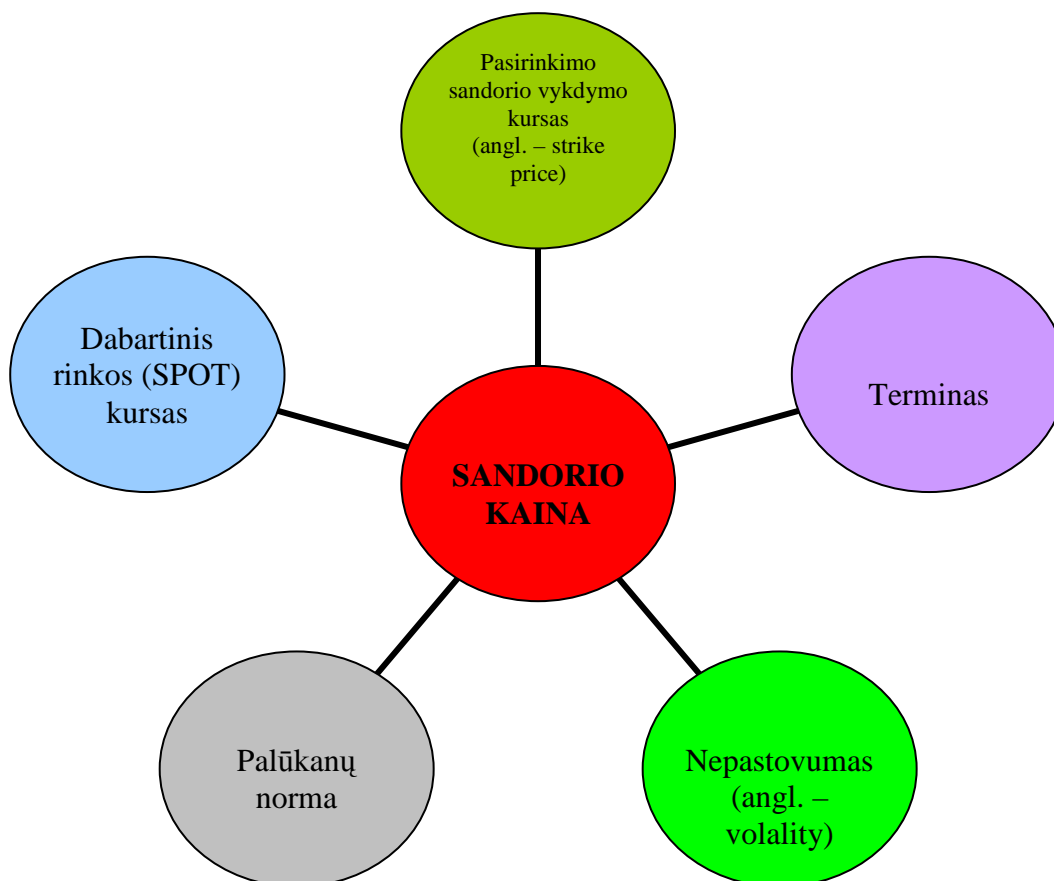 Pasirinkimo
sandorio vykdymo
kursas
(angl. – strike
price)
Dabartinis
rinkos (SPOT)
kursas
Terminas
SANDORIO
KAINA
Palūkanų
norma
Nepastovumas
(angl. –
volality)